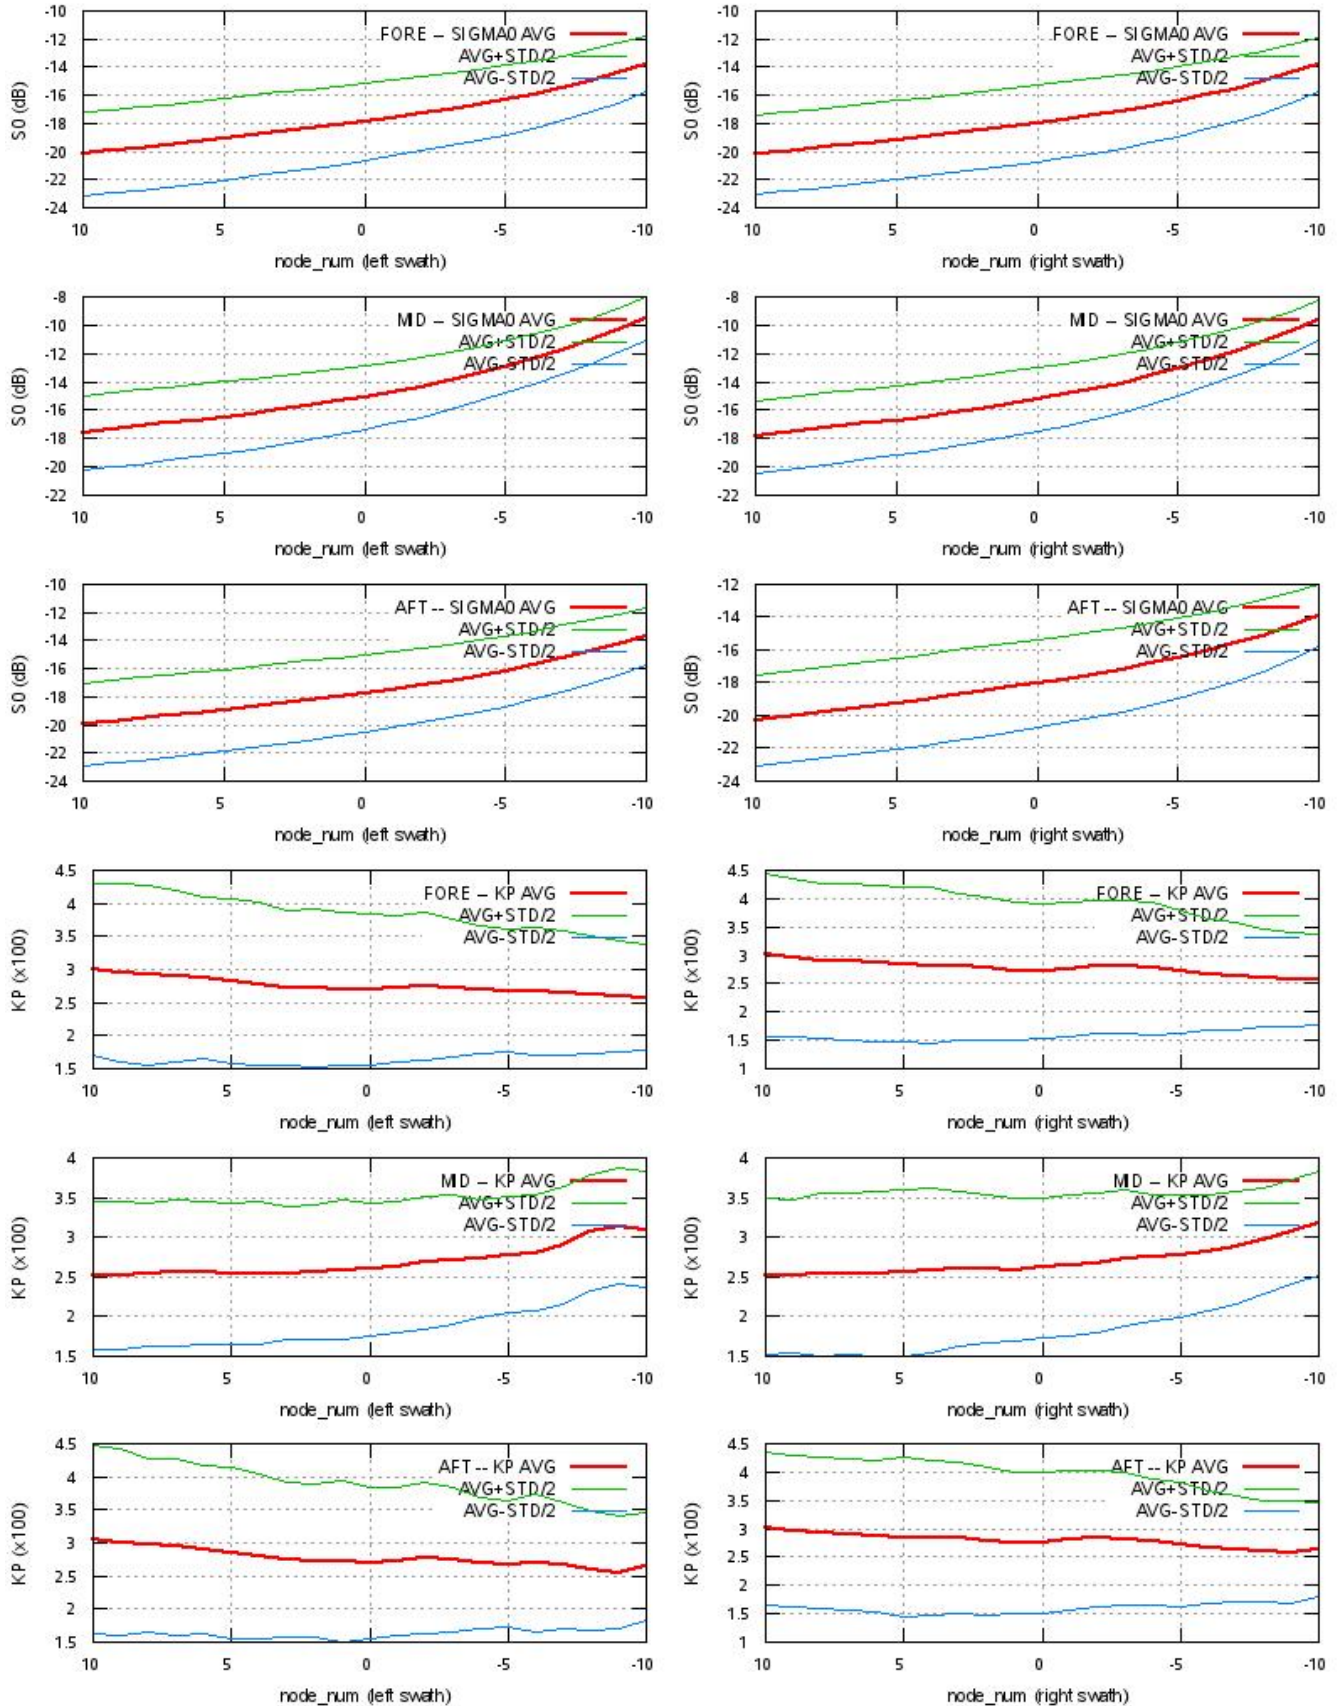 -10
-12
-14
-16
-18
-20
-22
-24
S0 (dB)
FORE -- SIGMA0 AVG
AVG+STD/2
AVG-STD/2
10 5 0 -5 -10
node_num (left swath)
-10
-12
-14
-16
-18
-20
-22
-24
S0 (dB)
FORE -- SIGMA0 AVG
AVG+STD/2
AVG-STD/2
10 5 0 -5 -10
node_num (right swath)
-8
-10
-12
-14
-16
-18
-20
-22
S0 (dB)
MID -- SIGMA0 AVG
AVG+STD/2
AVG-STD/2
10 5 0 -5 -10
node_num (left swath)
-8
-10
-12
-14
-16
-18
-20
-22
S0 (dB)
MID -- SIGMA0 AVG
AVG+STD/2
AVG-STD/2
10 5 0 -5 -10
node_num (right swath)
-10
-12
-14
-16
-18
-20
-22
-24
S0 (dB)
AFT -- SIGMA0 AVG
AVG+STD/2
AVG-STD/2
10 5 0 -5 -10
node_num (left swath)
-12
-14
-16
-18
-20
-22
-24
S0 (dB)
AFT -- SIGMA0 AVG
AVG+STD/2
AVG-STD/2
10 5 0 -5 -10
node_num (right swath)
4.5
4
3.5
3
2.5
2
1.5
KP (x100)
FORE -- KP AVG
AVG+STD/2
AVG-STD/2
10 5 0 -5 -10
node_num (left swath)
4.5
4
3.5
3
2.5
2
1.5
1
KP (x100)
FORE -- KP AVG
AVG+STD/2
AVG-STD/2
10 5 0 -5 -10
node_num (right swath)
4
3.5
3
2.5
2
1.5
KP (x100)
MID -- KP AVG
AVG+STD/2
AVG-STD/2
10 5 0 -5 -10
node_num (left swath)
4
3.5
3
2.5
2
1.5
KP (x100)
MID -- KP AVG
AVG+STD/2
AVG-STD/2
10 5 0 -5 -10
node_num (right swath)
4.5
4
3.5
3
2.5
2
1.5
KP (x100)
AFT -- KP AVG
AVG+STD/2
AVG-STD/2
10 5 0 -5 -10
node_num (left swath)
4.5
4
3.5
3
2.5
2
1.5
1
KP (x100)
AFT -- KP AVG
AVG+STD/2
AVG-STD/2
10 5 0 -5 -10
node_num (right swath)